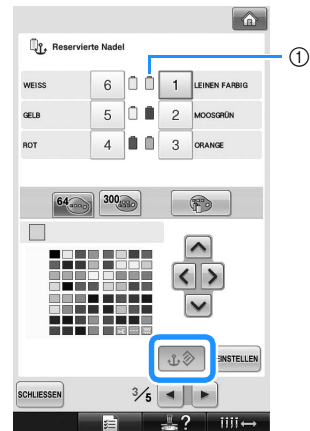 Reservierte Nadel
①
WEISS 6 1 LEINEN FARBIG
GELB 5 2 MOOSGRÜN
ROT 4 3 ORANGE
64 300
EINSTELLEN
SCHLIESSEN 3/5
?